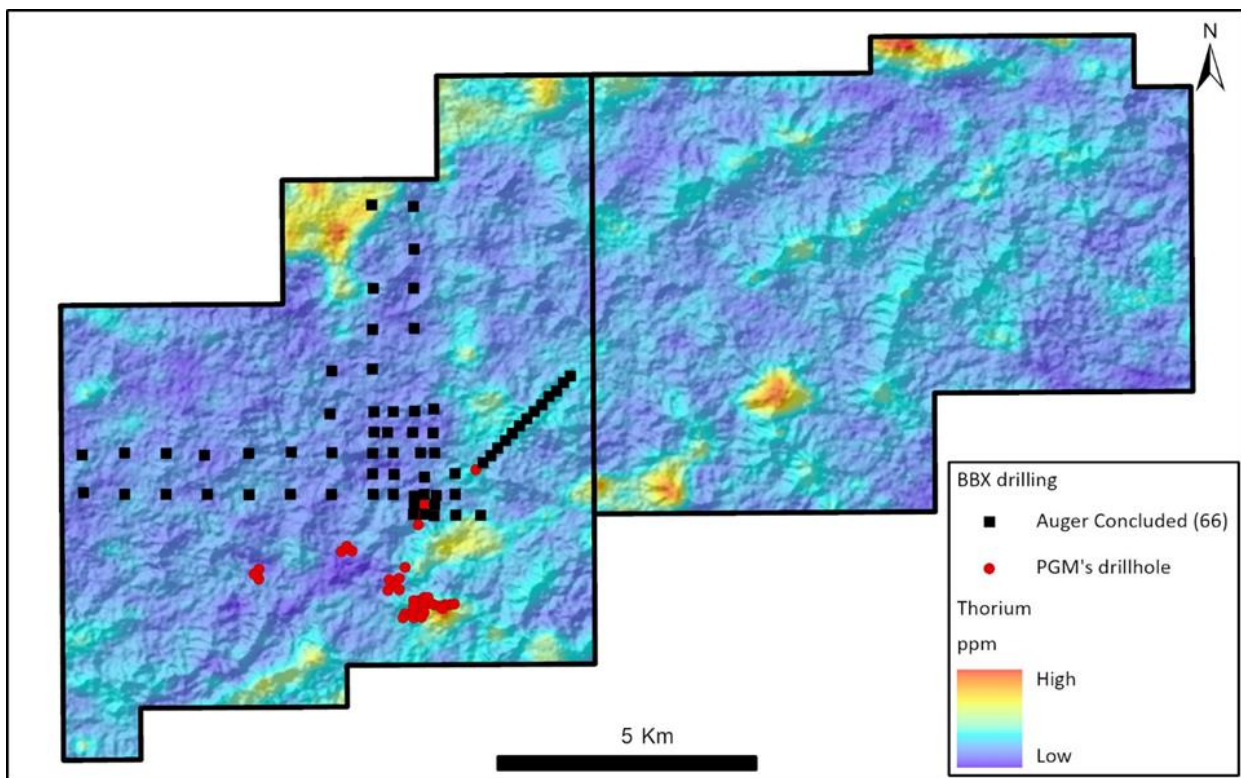 N
BBX drilling
Auger Concluded (66)
PGM's drillhole
Thorium
ppm
High
Low
5 Km